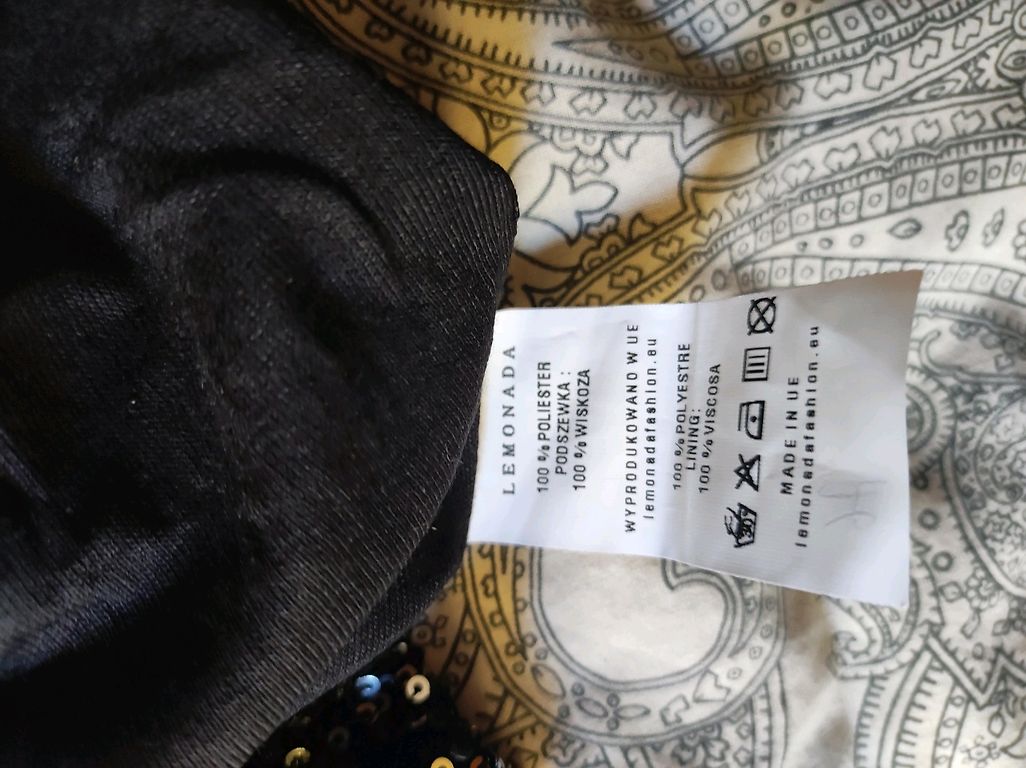 LEMONADA
100 % POLIESTER
PODSZEWKA :
100 % WISKOZA
WYPRODUKOWANO W UE
lemonadafashion.eu
100 % POLYESTRE
LINING:
100 % VISCOSA
30°
MADE IN UE
lemonadafashion.eu